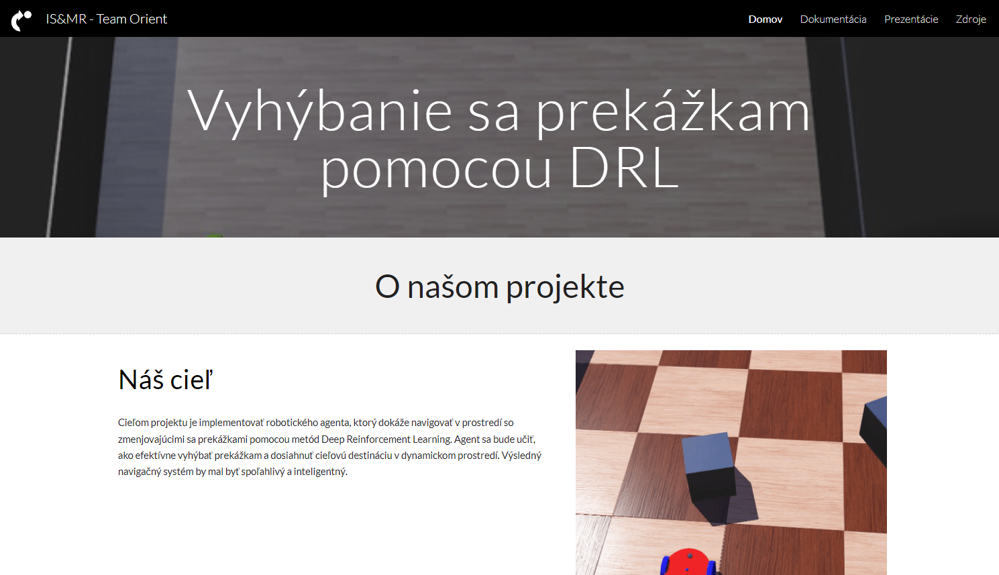 IS&MR - Team Orient
Domov
Dokumentácia
Prezentácie
Zdroje
Vyhýbanie sa prekážkam
pomocou DRL
O našom projekte
Náš cieľ
Cieľom projektu je implementovať robotického agenta, ktorý dokáže navigovať v prostredí so
zmenjovajúcimi sa prekážkami pomocou metód Deep Reinforcement Learning. Agent sa bude učiť,
ako efektívne vyhýbať prekážkam a dosiahnuť cieľovú destináciu v dynamickom prostredí. Výsledný
navigačný systém by mal byť spoľahlivý a inteligentný.